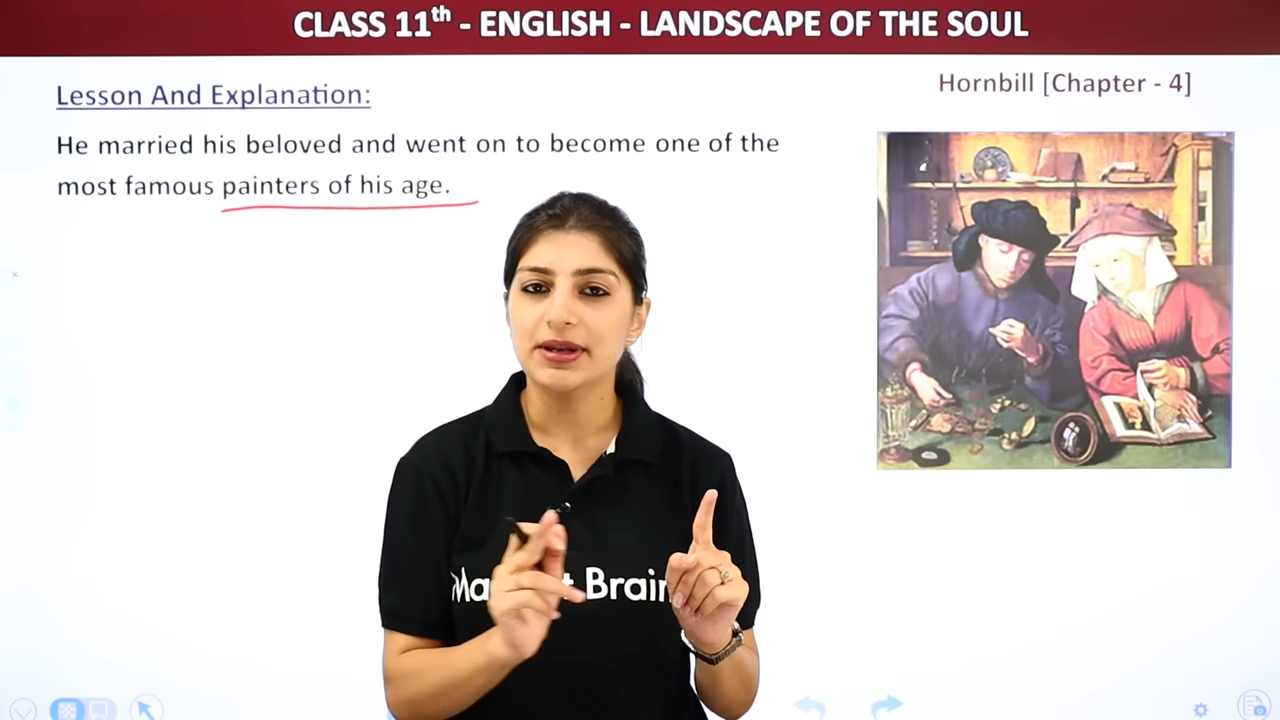 CLASS 11th - ENGLISH - LANDSCAPE OF THE SOUL
Hornbill [Chapter - 4]
Lesson And Explanation:
He married his beloved and went on to become one of the
most famous painters of his age.
Brain